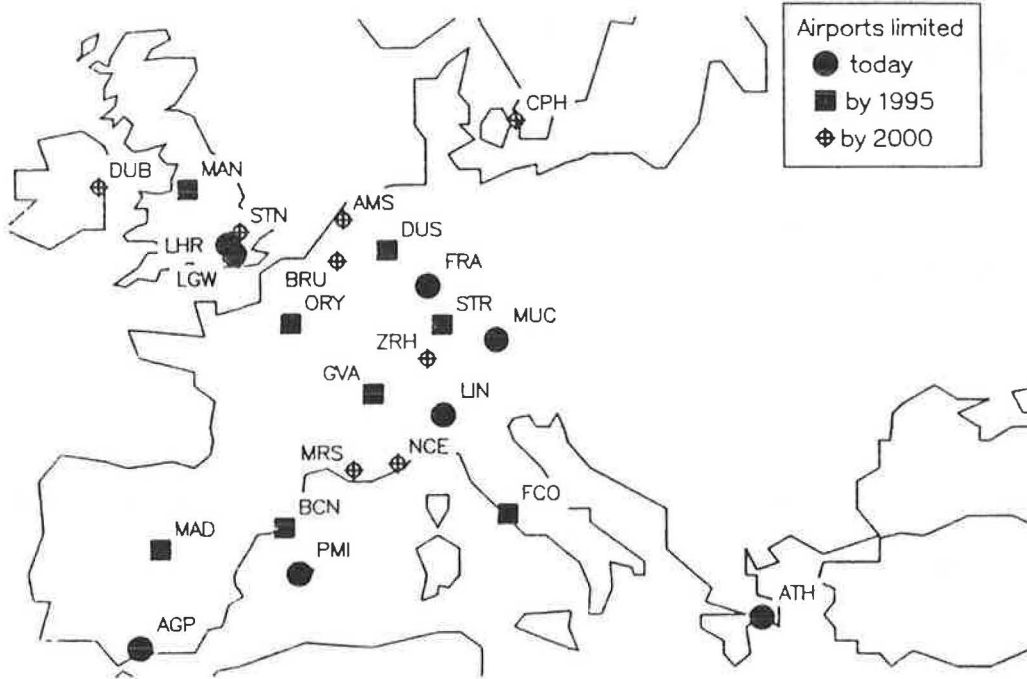 Airports limited
today
by 1995
by 2000
CPH
DUB
MAN
STN
AMS
LHR
DUS
LGW
BRU
FRA
ORY
STR
MUC
ZRH
GVA
LIN
MRS
NCE
BCN
FCO
MAD
PMI
ATH
AGP